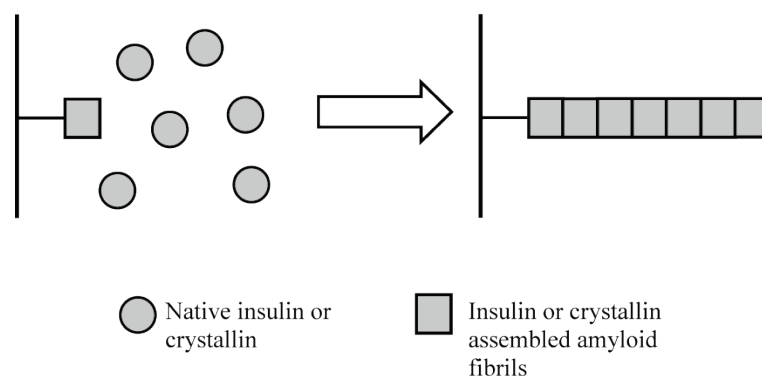 Native insulin or
crystallin
Insulin or crystallin
assembled amyloid
fibrils